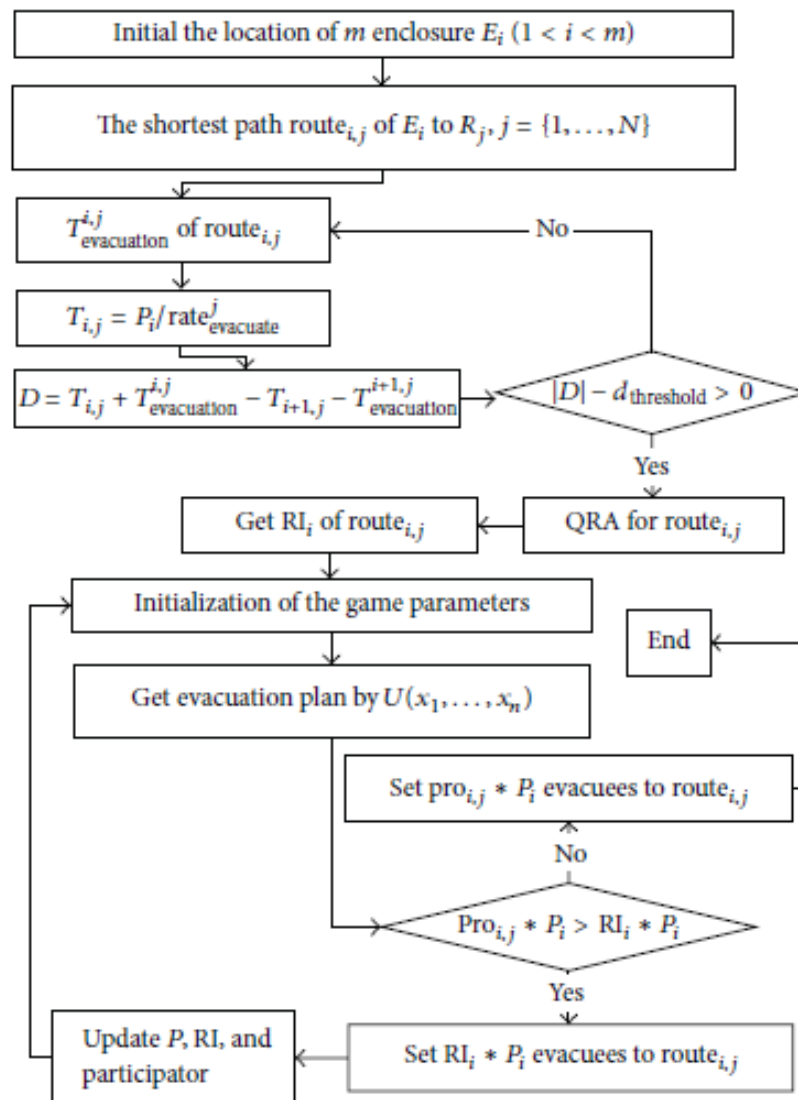 Initial the location of m enclosure E_i (1 < i < m)
The shortest path route_{i,j} of E_i to R_j, j = {1,...,N}
T^{i,j}_{evacuation} of route_{i,j}
No
T_{i,j} = P_i/rate^j_{evacuate}
D = T_{i,j} + T^{i,j}_{evacuation} − T_{i+1,j} − T^{i+1,j}_{evacuation}
|D| − d_{threshold} > 0
Yes
Get RI_i of route_{i,j}
QRA for route_{i,j}
Initialization of the game parameters
End
Get evacuation plan by U(x_1,...,x_n)
Set pro_{i,j} * P_i evacuees to route_{i,j}
No
Pro_{i,j} * P_i > RI_i * P_i
Yes
Update P, RI, and
participator
Set RI_i * P_i evacuees to route_{i,j}